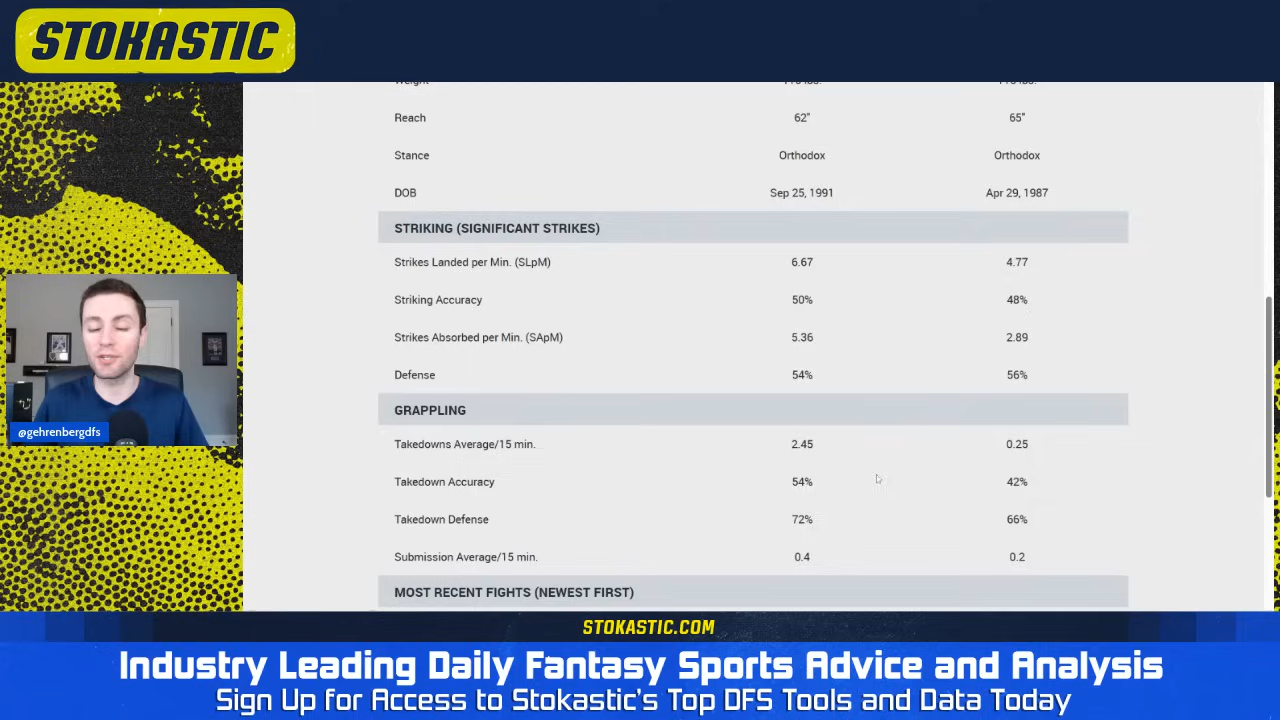 STOKASTIC
Reach 62" 65"
Stance Orthodox Orthodox
DOB Sep 25, 1991 Apr 29, 1987
STRIKING (SIGNIFICANT STRIKES)
Strikes Landed per Min. (SLpM) 6.67 4.77
Striking Accuracy 50% 48%
Strikes Absorbed per Min. (SApM) 5.36 2.89
Defense 54% 56%
GRAPPLING
Takedowns Average/15 min. 2.45 0.25
Takedown Accuracy 54% 42%
Takedown Defense 72% 66%
Submission Average/15 min. 0.4 0.2
MOST RECENT FIGHTS (NEWEST FIRST)
@gehrenbergdfs
STOKASTIC.COM
Industry Leading Daily Fantasy Sports Advice and Analysis
Sign Up for Access to Stokastic's Top DFS Tools and Data Today